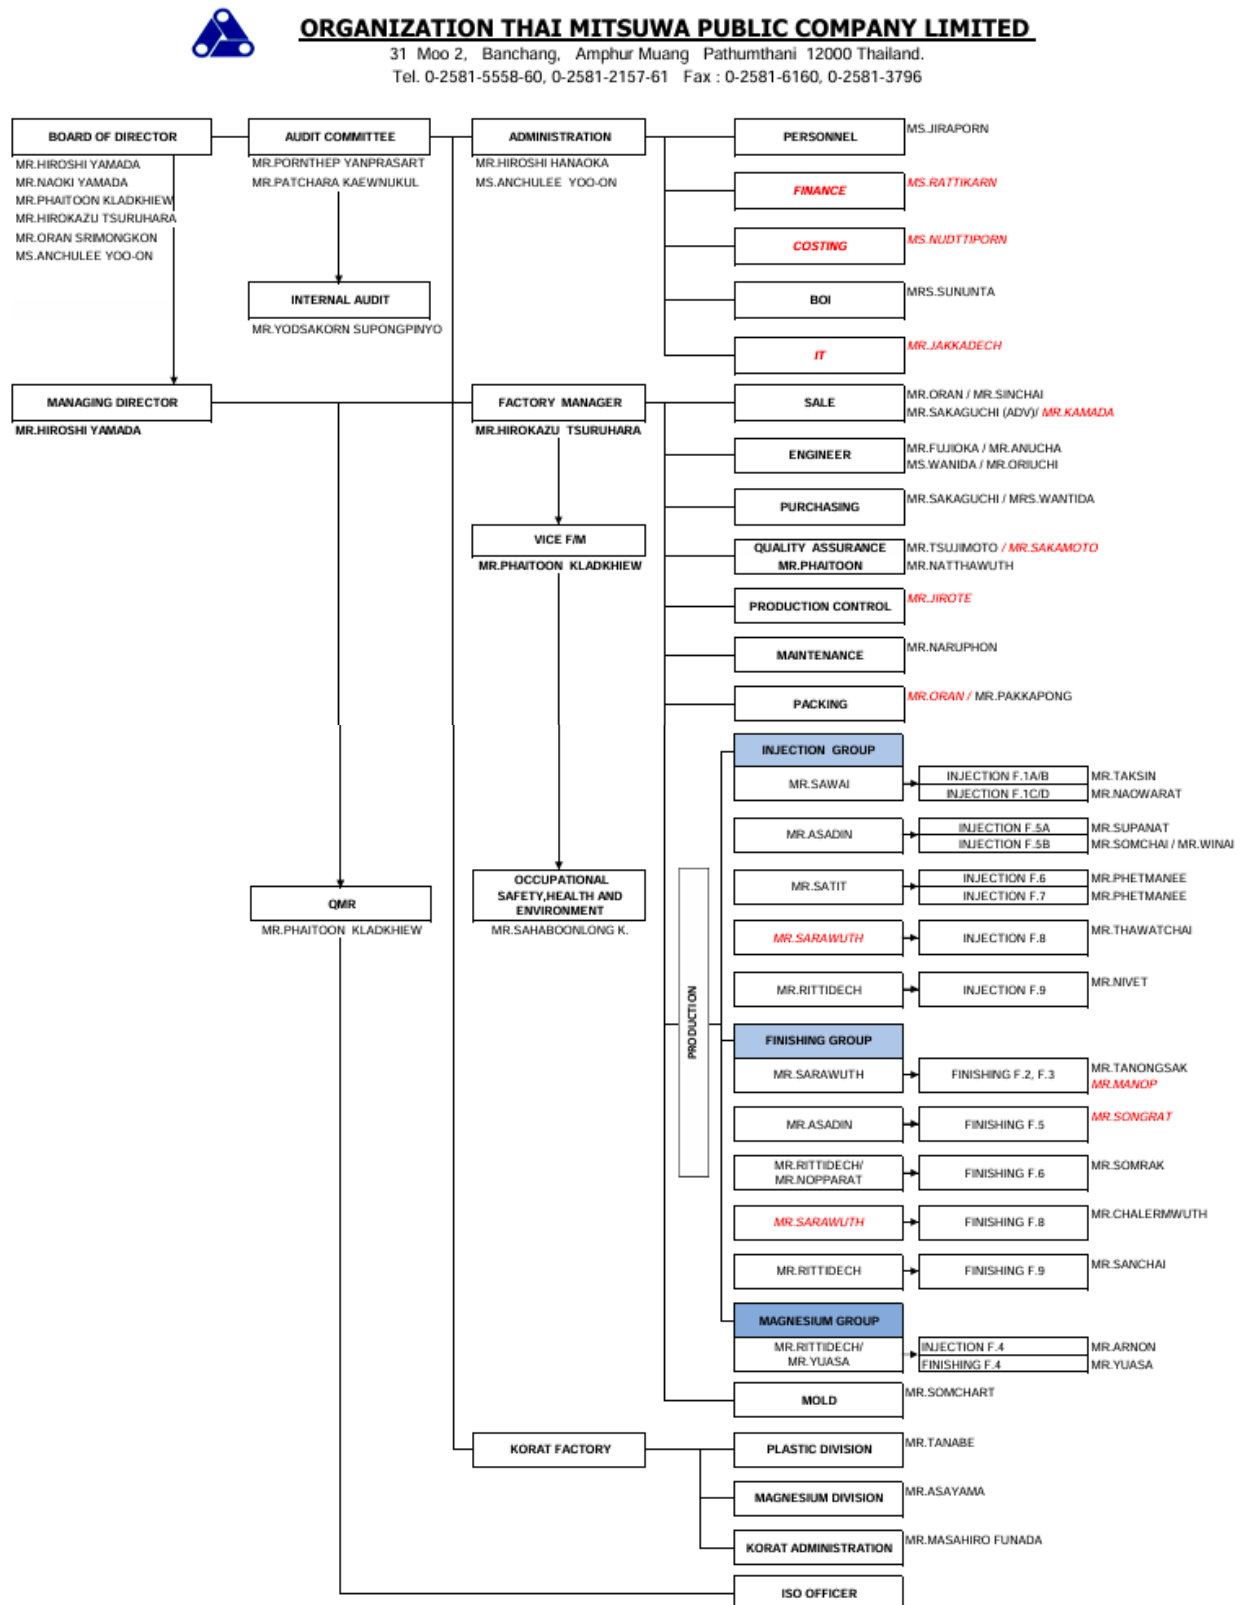 ORGANIZATION THAI MITSUWA PUBLIC COMPANY LIMITED
31 Moo 2, Banchang, Amphur Muang Pathumthani 12000 Thailand.
Tel. 0-2581-5558-60, 0-2581-2157-61 Fax : 0-2581-6160, 0-2581-3796
BOARD OF DIRECTOR
MR.HIROSHI YAMADA
MR.NAOKI YAMADA
MR.PHAITOON KLADKHIEW
MR.HIROKAZU TSURUHARA
MR.ORAN SRIMONGKON
MS.ANCHULEE YOO-ON
AUDIT COMMITTEE
MR.PORNTHEP YANPRASART
MR.PATCHARA KAEWNUKUL
INTERNAL AUDIT
MR.YODSAKORN SUPONGPINYO
ADMINISTRATION
MR.HIROSHI HANAOKA
MS.ANCHULEE YOO-ON
PERSONNEL
MS.JIRAPORN
FINANCE
MS.RATTIKARN
COSTING
MS.NUDTTIPORN
BOI
MRS.SUNUNTA
IT
MR.JAKKADECH
MANAGING DIRECTOR
MR.HIROSHI YAMADA
FACTORY MANAGER
MR.HIROKAZU TSURUHARA
VICE F/M
MR.PHAITOON KLADKHIEW
SALE
MR.ORAN / MR.SINCHAI
MR.SAKAGUCHI (ADV)/ MR.KAMADA
ENGINEER
MR.FUJIOKA / MR.ANUCHA
MS.WANIDA / MR.ORIUCHI
PURCHASING
MR.SAKAGUCHI / MRS.WANTIDA
QUALITY ASSURANCE
MR.PHAITOON
MR.TSUJIMOTO / MR.SAKAMOTO
MR.NATTHAWUTH
PRODUCTION CONTROL
MR.JIROTE
MAINTENANCE
MR.NARUPHON
PACKING
MR.ORAN / MR.PAKKAPONG
QMR
MR.PHAITOON KLADKHIEW
OCCUPATIONAL
SAFETY,HEALTH AND
ENVIRONMENT
MR.SAHABOONLONG K.
PRODUCTION
INJECTION GROUP
MR.SAWAI
INJECTION F.1A/B
MR.TAKSIN
INJECTION F.1C/D
MR.NAOWARAT
MR.ASADIN
INJECTION F.5A
MR.SUPANAT
INJECTION F.5B
MR.SOMCHAI / MR.WINAI
MR.SATIT
INJECTION F.6
MR.PHETMANEE
INJECTION F.7
MR.PHETMANEE
MR.SARAWUTH
INJECTION F.8
MR.THAWATCHAI
MR.RITTIDECH
INJECTION F.9
MR.NIVET
FINISHING GROUP
MR.SARAWUTH
FINISHING F.2, F.3
MR.TANONGSAK
MR.MANOP
MR.ASADIN
FINISHING F.5
MR.SONGRAT
MR.RITTIDECH/
MR.NOPPARAT
FINISHING F.6
MR.SOMRAK
MR.SARAWUTH
FINISHING F.8
MR.CHALERMWUTH
MR.RITTIDECH
FINISHING F.9
MR.SANCHAI
MAGNESIUM GROUP
MR.RITTIDECH/
MR.YUASA
INJECTION F.4
MR.ARNON
FINISHING F.4
MR.YUASA
MOLD
MR.SOMCHART
KORAT FACTORY
PLASTIC DIVISION
MR.TANABE
MAGNESIUM DIVISION
MR.ASAYAMA
KORAT ADMINISTRATION
MR.MASAHIRO FUNADA
ISO OFFICER